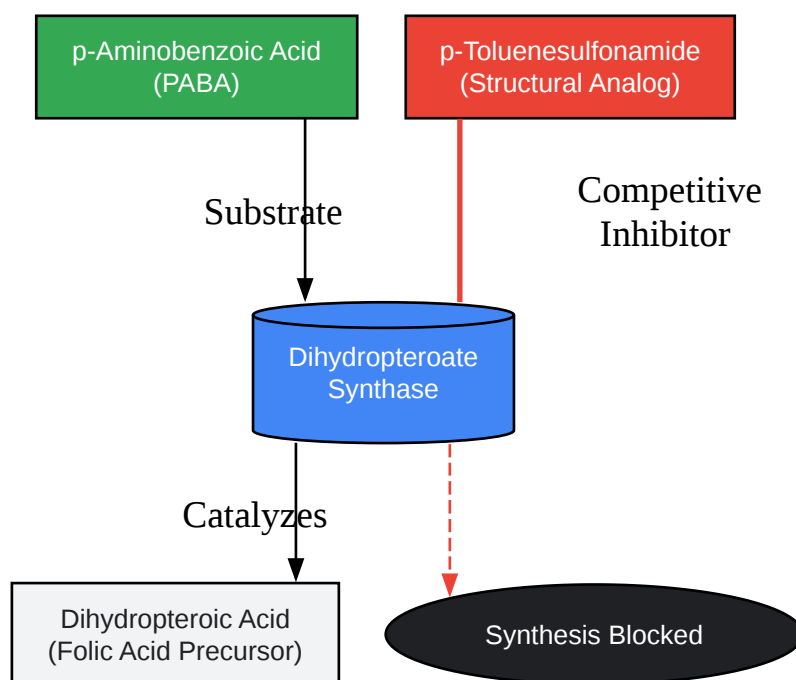 p-Aminobenzoic Acid
(PABA)
p-Toluenesulfonamide
(Structural Analog)
Substrate
Competitive
Inhibitor
Dihydropteroate
Synthase
Catalyzes
Dihydropteroic Acid
(Folic Acid Precursor)
Synthesis Blocked